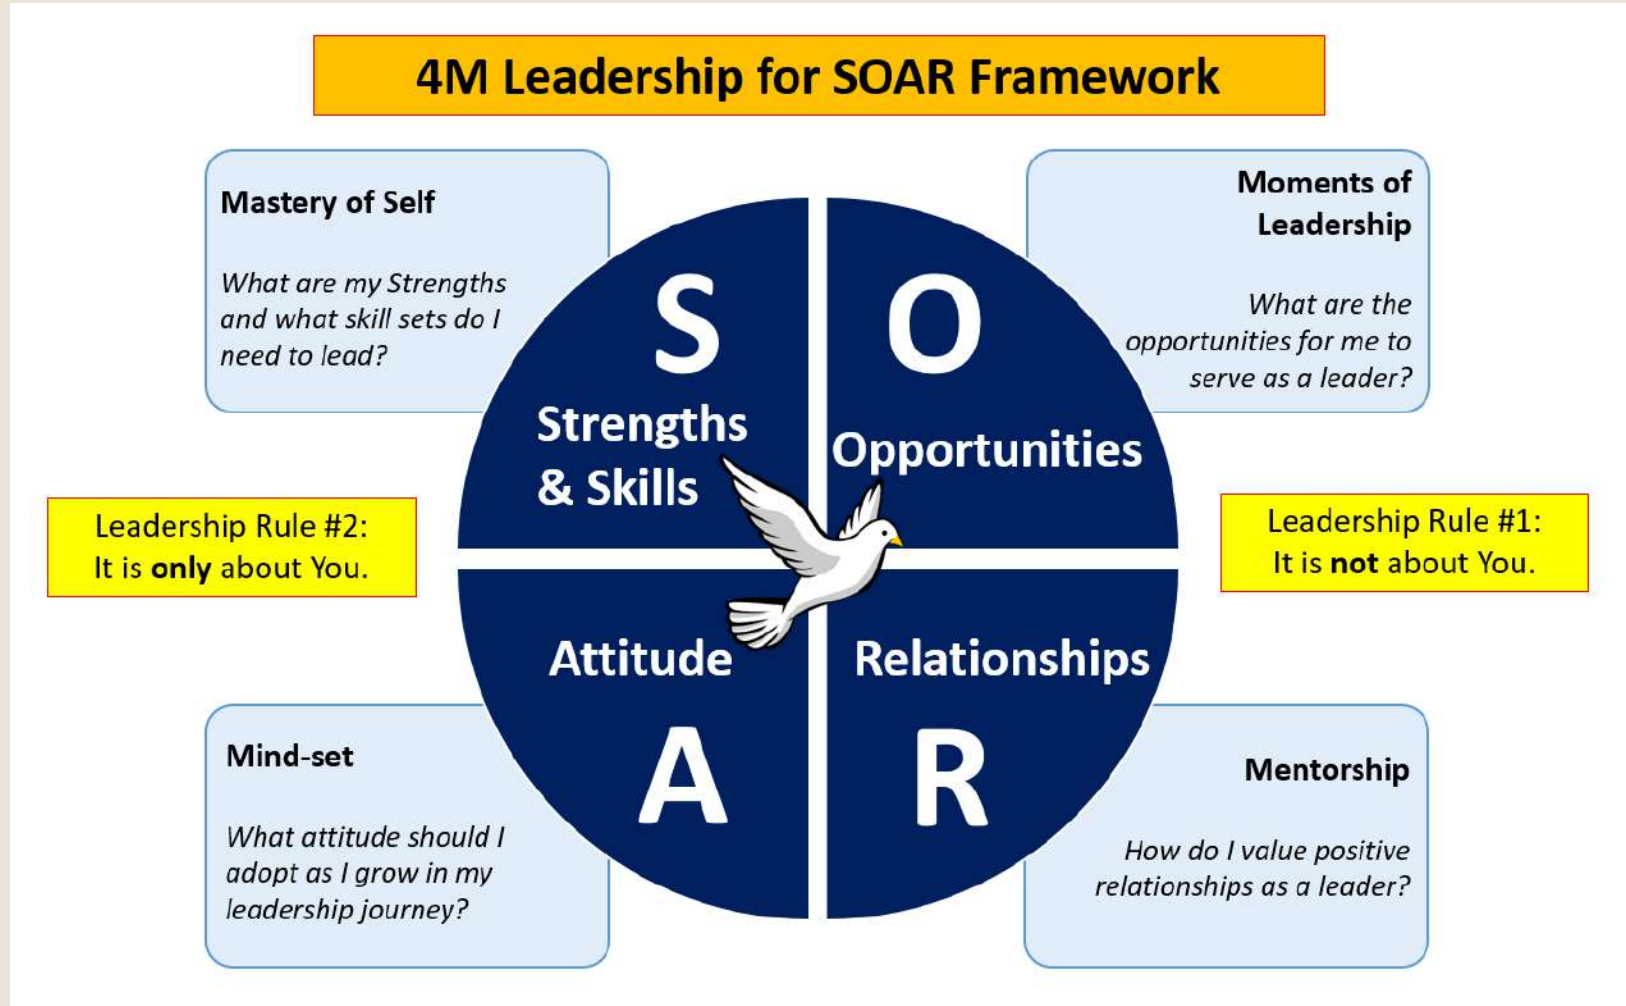 4M Leadership for SOAR Framework
Mastery of Self
What are my Strengths
and what skill sets do I
need to lead?
Moments of
Leadership
What are the
opportunities for me to
serve as a leader?
S
Strengths
& Skills
O
Opportunities
Leadership Rule #2:
It is only about You.
Leadership Rule #1:
It is not about You.
Attitude
A
Relationships
R
Mind-set
What attitude should I
adopt as I grow in my
leadership journey?
Mentorship
How do I value positive
relationships as a leader?